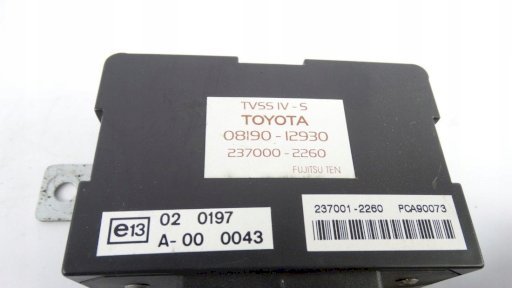 TVSS IV-S
TOYOTA
08190-12930
237000-2260
FUJITSU TEN
e13
02 0197
A-00 0043
237001-2260 PCA90073